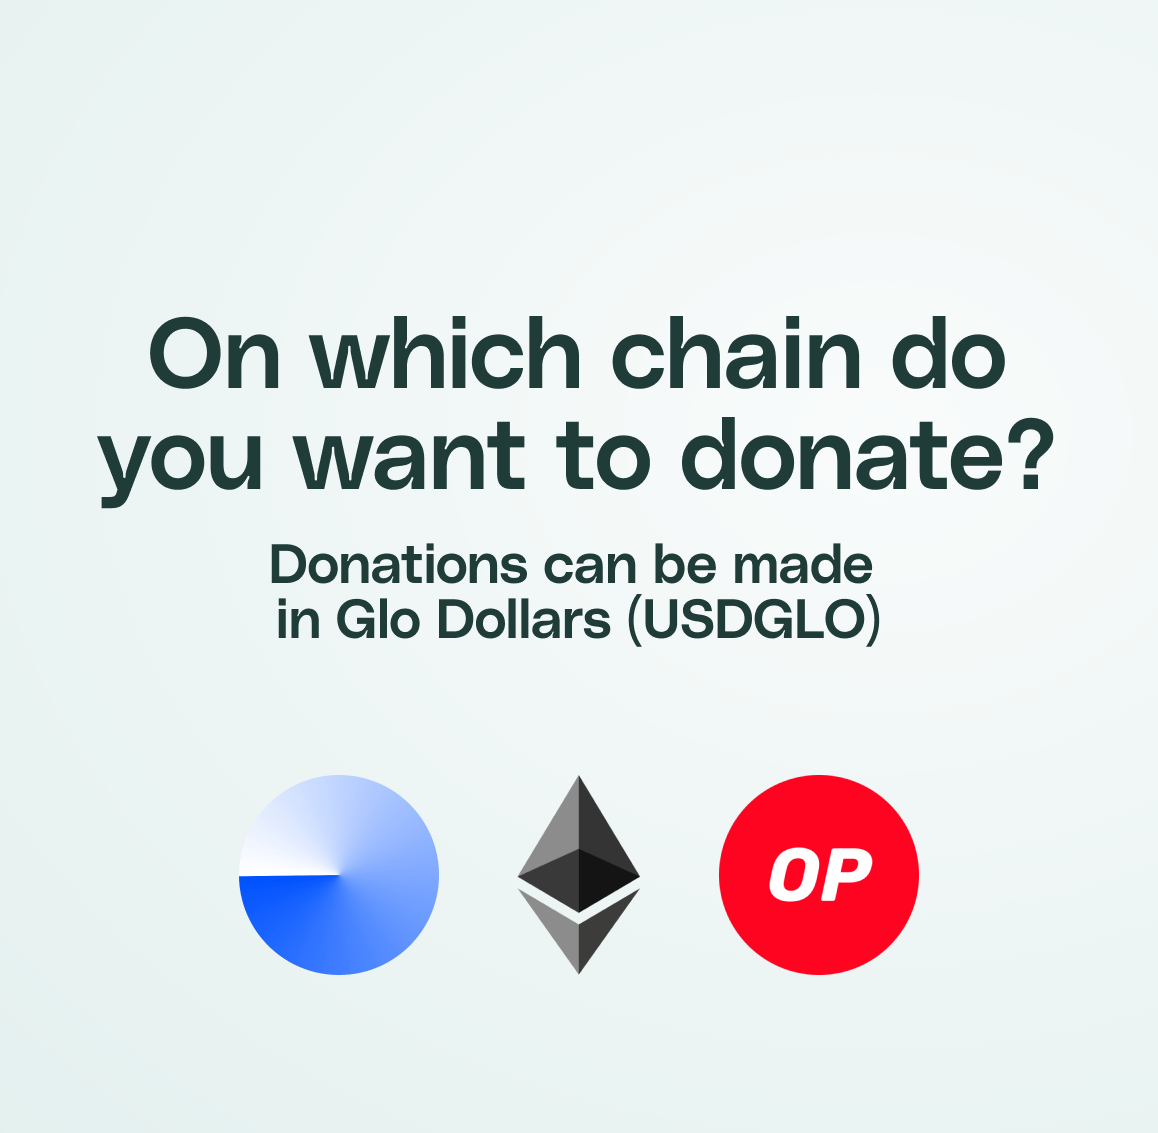 On which chain do
you want to donate?
Donations can be made
in Glo Dollars (USDGLO)
OP